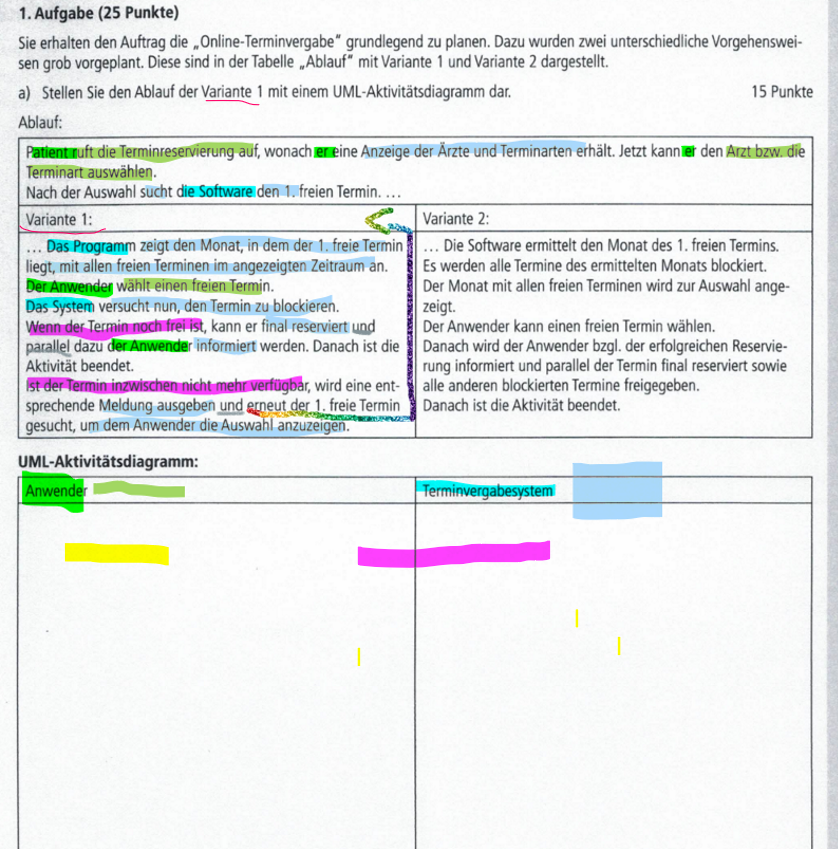 1. Aufgabe (25 Punkte)
Sie erhalten den Auftrag die „Online-Terminvergabe“ grundlegend zu planen. Dazu wurden zwei unterschiedliche Vorgehenswei-
sen grob vorgeplant. Diese sind in der Tabelle „Ablauf“ mit Variante 1 und Variante 2 dargestellt.
a) Stellen Sie den Ablauf der Variante 1 mit einem UML-Aktivitätsdiagramm dar. 15 Punkte
Ablauf:
Patient ruft die Terminreservierung auf, wonach er eine Anzeige der Ärzte und Terminarten erhält. Jetzt kann er den Arzt bzw. die
Terminart auswählen.
Nach der Auswahl sucht die Software den 1. freien Termin. …
Variante 1:
… Das Programm zeigt den Monat, in dem der 1. freie Termin
liegt, mit allen freien Terminen im angezeigten Zeitraum an.
Der Anwender wählt einen freien Termin.
Das System versucht nun, den Termin zu blockieren.
Wenn der Termin noch frei ist, kann er final reserviert und
parallel dazu der Anwender informiert werden. Danach ist die
Aktivität beendet.
Ist der Termin inzwischen nicht mehr verfügbar, wird eine ent-
sprechende Meldung ausgeben und erneut der 1. freie Termin
gesucht, um dem Anwender die Auswahl anzuzeigen.
Variante 2:
… Die Software ermittelt den Monat des 1. freien Termins.
Es werden alle Termine des ermittelten Monats blockiert.
Der Monat mit allen freien Terminen wird zur Auswahl ange-
zeigt.
Der Anwender kann einen freien Termin wählen.
Danach wird der Anwender bzgl. der erfolgreichen Reservie-
rung informiert und parallel der Termin final reserviert sowie
alle anderen blockierten Termine freigegeben.
Danach ist die Aktivität beendet.
UML-Aktivitätsdiagramm:
Anwender
Terminvergabesystem